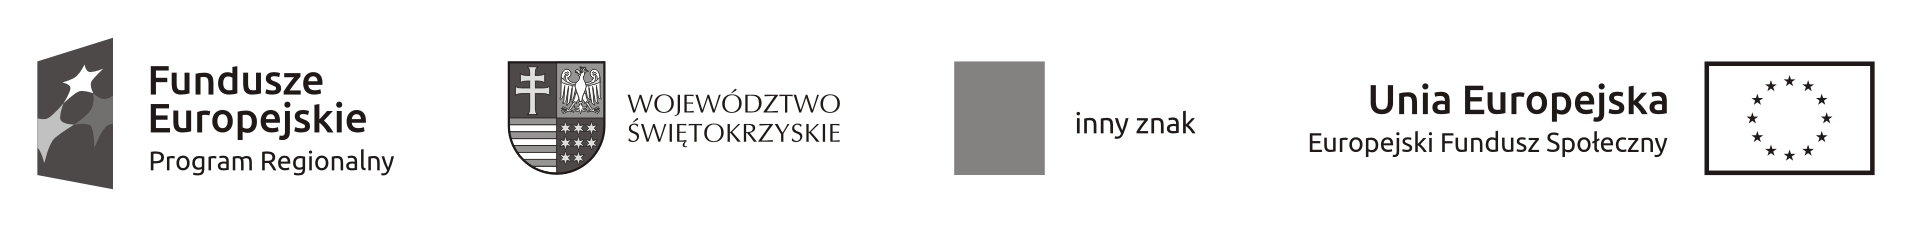 Fundusze
Europejskie
Program Regionalny
WOJEWÓDZTWO
ŚWIĘTOKRZYSKIE
inny znak
Unia Europejska
Europejski Fundusz Społeczny